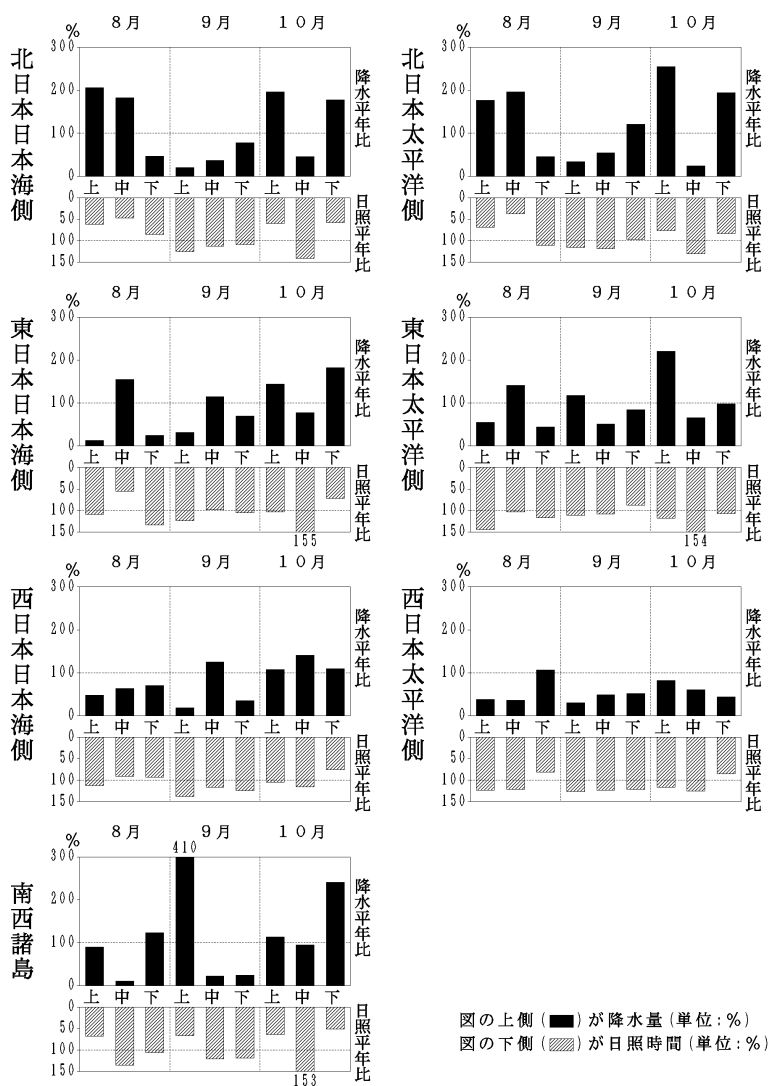 北日本日本海側
% 8月 9月 10月
300
200
100
0
降水平年比
上 中 下 上 中 下 上 中 下
0
50
100
150
日照平年比
北日本太平洋側
% 8月 9月 10月
300
200
100
0
降水平年比
上 中 下 上 中 下 上 中 下
0
50
100
150
日照平年比
東日本日本海側
% 8月 9月 10月
300
200
100
0
降水平年比
上 中 下 上 中 下 上 中 下
0
50
100
150
155
日照平年比
東日本太平洋側
% 8月 9月 10月
300
200
100
0
降水平年比
上 中 下 上 中 下 上 中 下
0
50
100
150
154
日照平年比
西日本日本海側
% 8月 9月 10月
300
200
100
0
降水平年比
上 中 下 上 中 下 上 中 下
0
50
100
150
日照平年比
西日本太平洋側
% 8月 9月 10月
300
200
100
0
降水平年比
上 中 下 上 中 下 上 中 下
0
50
100
150
日照平年比
南西諸島
% 8月 9月 10月
410
300
200
100
0
降水平年比
上 中 下 上 中 下 上 中 下
0
50
100
150
153
日照平年比
図の上側( )が降水量(単位:%)
図の下側( )が日照時間(単位:%)